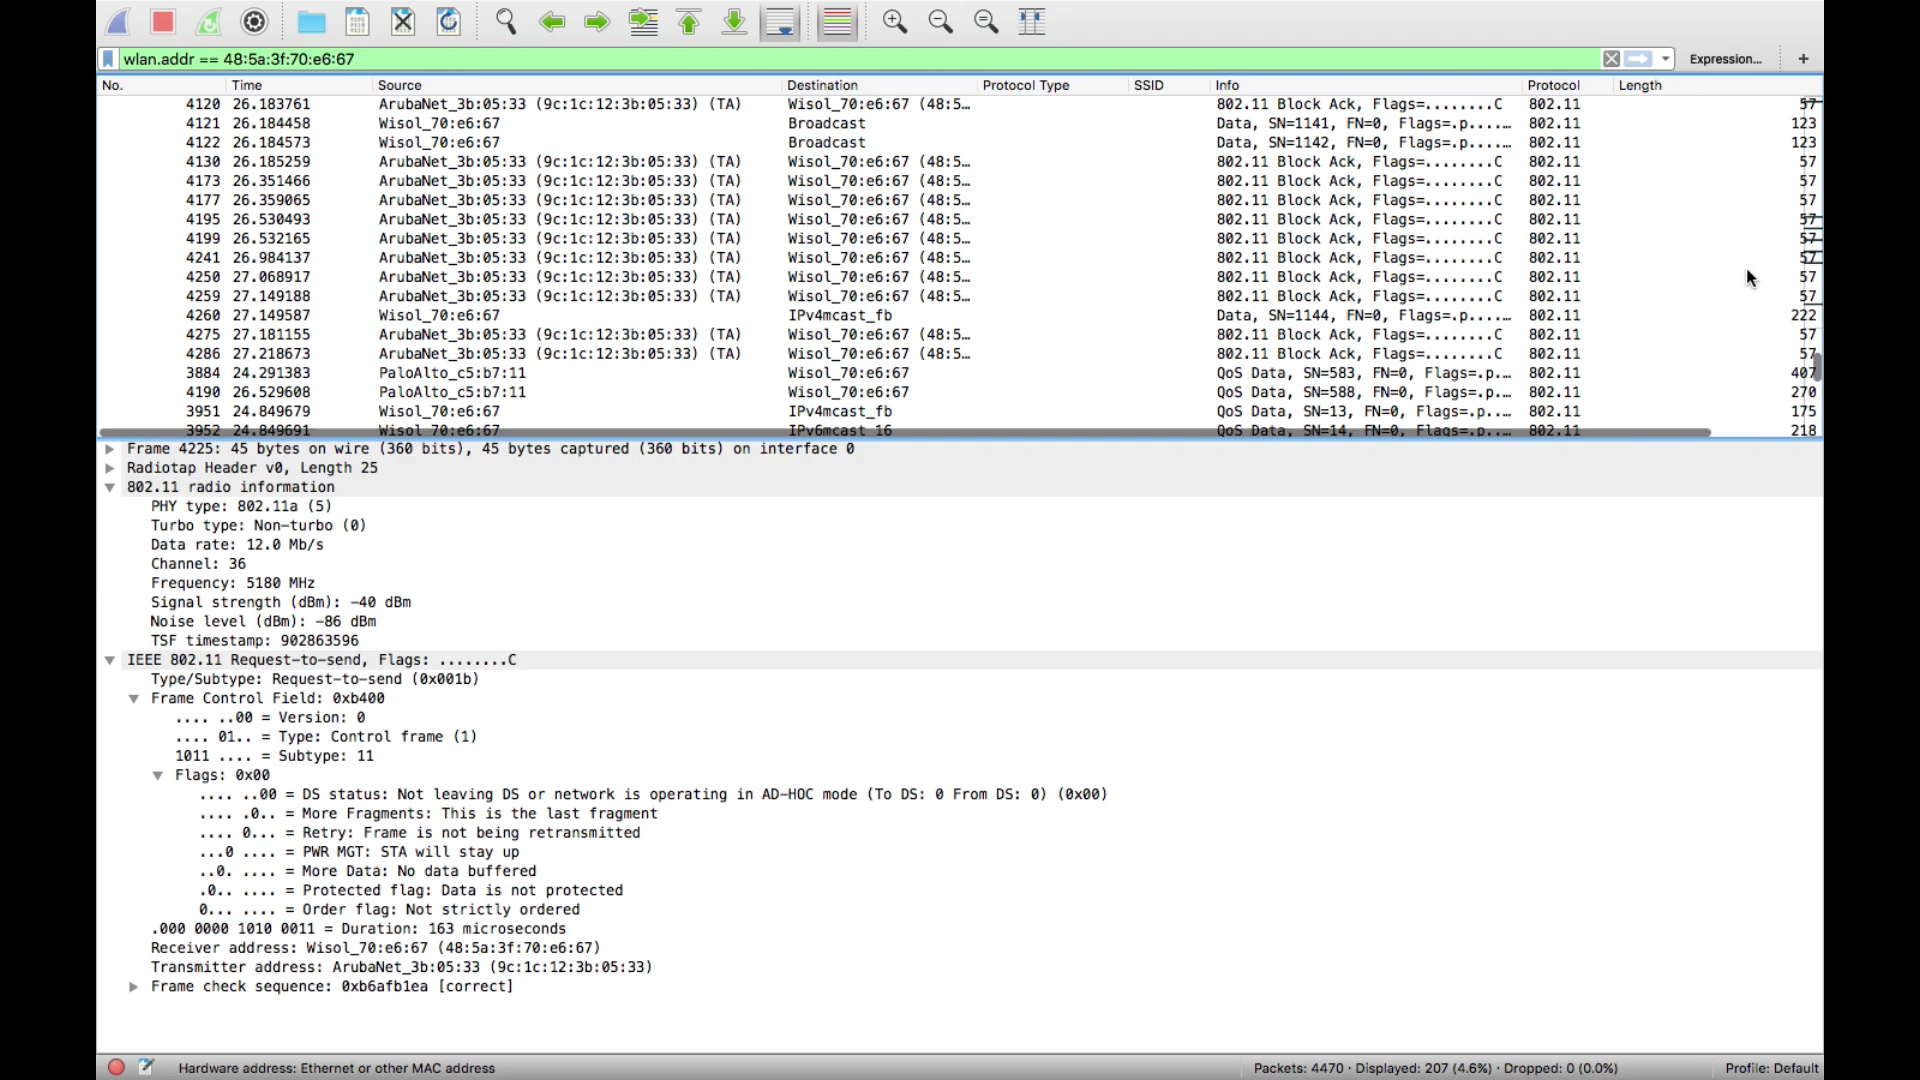 wlan.addr == 48:5a:3f:70:e6:67
Expression...
+
No. Time Source Destination Protocol Type SSID Info Protocol Length
4120 26.183761 ArubaNet_3b:05:33 (9c:1c:12:3b:05:33) (TA) Wisol_70:e6:67 (48:5… 802.11 Block Ack, Flags=........C 802.11 57
4121 26.184458 Wisol_70:e6:67 Broadcast Data, SN=1141, FN=0, Flags=.p....… 802.11 123
4122 26.184573 Wisol_70:e6:67 Broadcast Data, SN=1142, FN=0, Flags=.p....… 802.11 123
4130 26.185259 ArubaNet_3b:05:33 (9c:1c:12:3b:05:33) (TA) Wisol_70:e6:67 (48:5… 802.11 Block Ack, Flags=........C 802.11 57
4173 26.351466 ArubaNet_3b:05:33 (9c:1c:12:3b:05:33) (TA) Wisol_70:e6:67 (48:5… 802.11 Block Ack, Flags=........C 802.11 57
4177 26.359065 ArubaNet_3b:05:33 (9c:1c:12:3b:05:33) (TA) Wisol_70:e6:67 (48:5… 802.11 Block Ack, Flags=........C 802.11 57
4195 26.530493 ArubaNet_3b:05:33 (9c:1c:12:3b:05:33) (TA) Wisol_70:e6:67 (48:5… 802.11 Block Ack, Flags=........C 802.11 57
4199 26.532165 ArubaNet_3b:05:33 (9c:1c:12:3b:05:33) (TA) Wisol_70:e6:67 (48:5… 802.11 Block Ack, Flags=........C 802.11 57
4241 26.984137 ArubaNet_3b:05:33 (9c:1c:12:3b:05:33) (TA) Wisol_70:e6:67 (48:5… 802.11 Block Ack, Flags=........C 802.11 57
4250 27.068917 ArubaNet_3b:05:33 (9c:1c:12:3b:05:33) (TA) Wisol_70:e6:67 (48:5… 802.11 Block Ack, Flags=........C 802.11 57
4259 27.149188 ArubaNet_3b:05:33 (9c:1c:12:3b:05:33) (TA) Wisol_70:e6:67 (48:5… 802.11 Block Ack, Flags=........C 802.11 57
4260 27.149587 Wisol_70:e6:67 IPv4mcast_fb Data, SN=1144, FN=0, Flags=.p....… 802.11 222
4275 27.181155 ArubaNet_3b:05:33 (9c:1c:12:3b:05:33) (TA) Wisol_70:e6:67 (48:5… 802.11 Block Ack, Flags=........C 802.11 57
4286 27.218673 ArubaNet_3b:05:33 (9c:1c:12:3b:05:33) (TA) Wisol_70:e6:67 (48:5… 802.11 Block Ack, Flags=........C 802.11 57
3884 24.291383 PaloAlto_c5:b7:11 Wisol_70:e6:67 QoS Data, SN=583, FN=0, Flags=.p.… 802.11 407
4190 26.529608 PaloAlto_c5:b7:11 Wisol_70:e6:67 QoS Data, SN=588, FN=0, Flags=.p.… 802.11 270
3951 24.849679 Wisol_70:e6:67 IPv4mcast_fb QoS Data, SN=13, FN=0, Flags=.p..… 802.11 175
3952 24.849691 Wisol_70:e6:67 IPv6mcast_16 QoS Data, SN=14, FN=0, Flags=.p..… 802.11 218
Frame 4225: 45 bytes on wire (360 bits), 45 bytes captured (360 bits) on interface 0
Radiotap Header v0, Length 25
802.11 radio information
PHY type: 802.11a (5)
Turbo type: Non-turbo (0)
Data rate: 12.0 Mb/s
Channel: 36
Frequency: 5180 MHz
Signal strength (dBm): -40 dBm
Noise level (dBm): -86 dBm
TSF timestamp: 902863596
IEEE 802.11 Request-to-send, Flags: ........C
Type/Subtype: Request-to-send (0x001b)
Frame Control Field: 0xb400
.... ..00 = Version: 0
.... 01.. = Type: Control frame (1)
1011 .... = Subtype: 11
Flags: 0x00
.... ..00 = DS status: Not leaving DS or network is operating in AD-HOC mode (To DS: 0 From DS: 0) (0x00)
.... .0.. = More Fragments: This is the last fragment
.... 0... = Retry: Frame is not being retransmitted
...0 .... = PWR MGT: STA will stay up
..0. .... = More Data: No data buffered
.0.. .... = Protected flag: Data is not protected
0... .... = Order flag: Not strictly ordered
.000 0000 1010 0011 = Duration: 163 microseconds
Receiver address: Wisol_70:e6:67 (48:5a:3f:70:e6:67)
Transmitter address: ArubaNet_3b:05:33 (9c:1c:12:3b:05:33)
Frame check sequence: 0xb6afb1ea [correct]
Hardware address: Ethernet or other MAC address
Packets: 4470 · Displayed: 207 (4.6%) · Dropped: 0 (0.0%)
Profile: Default